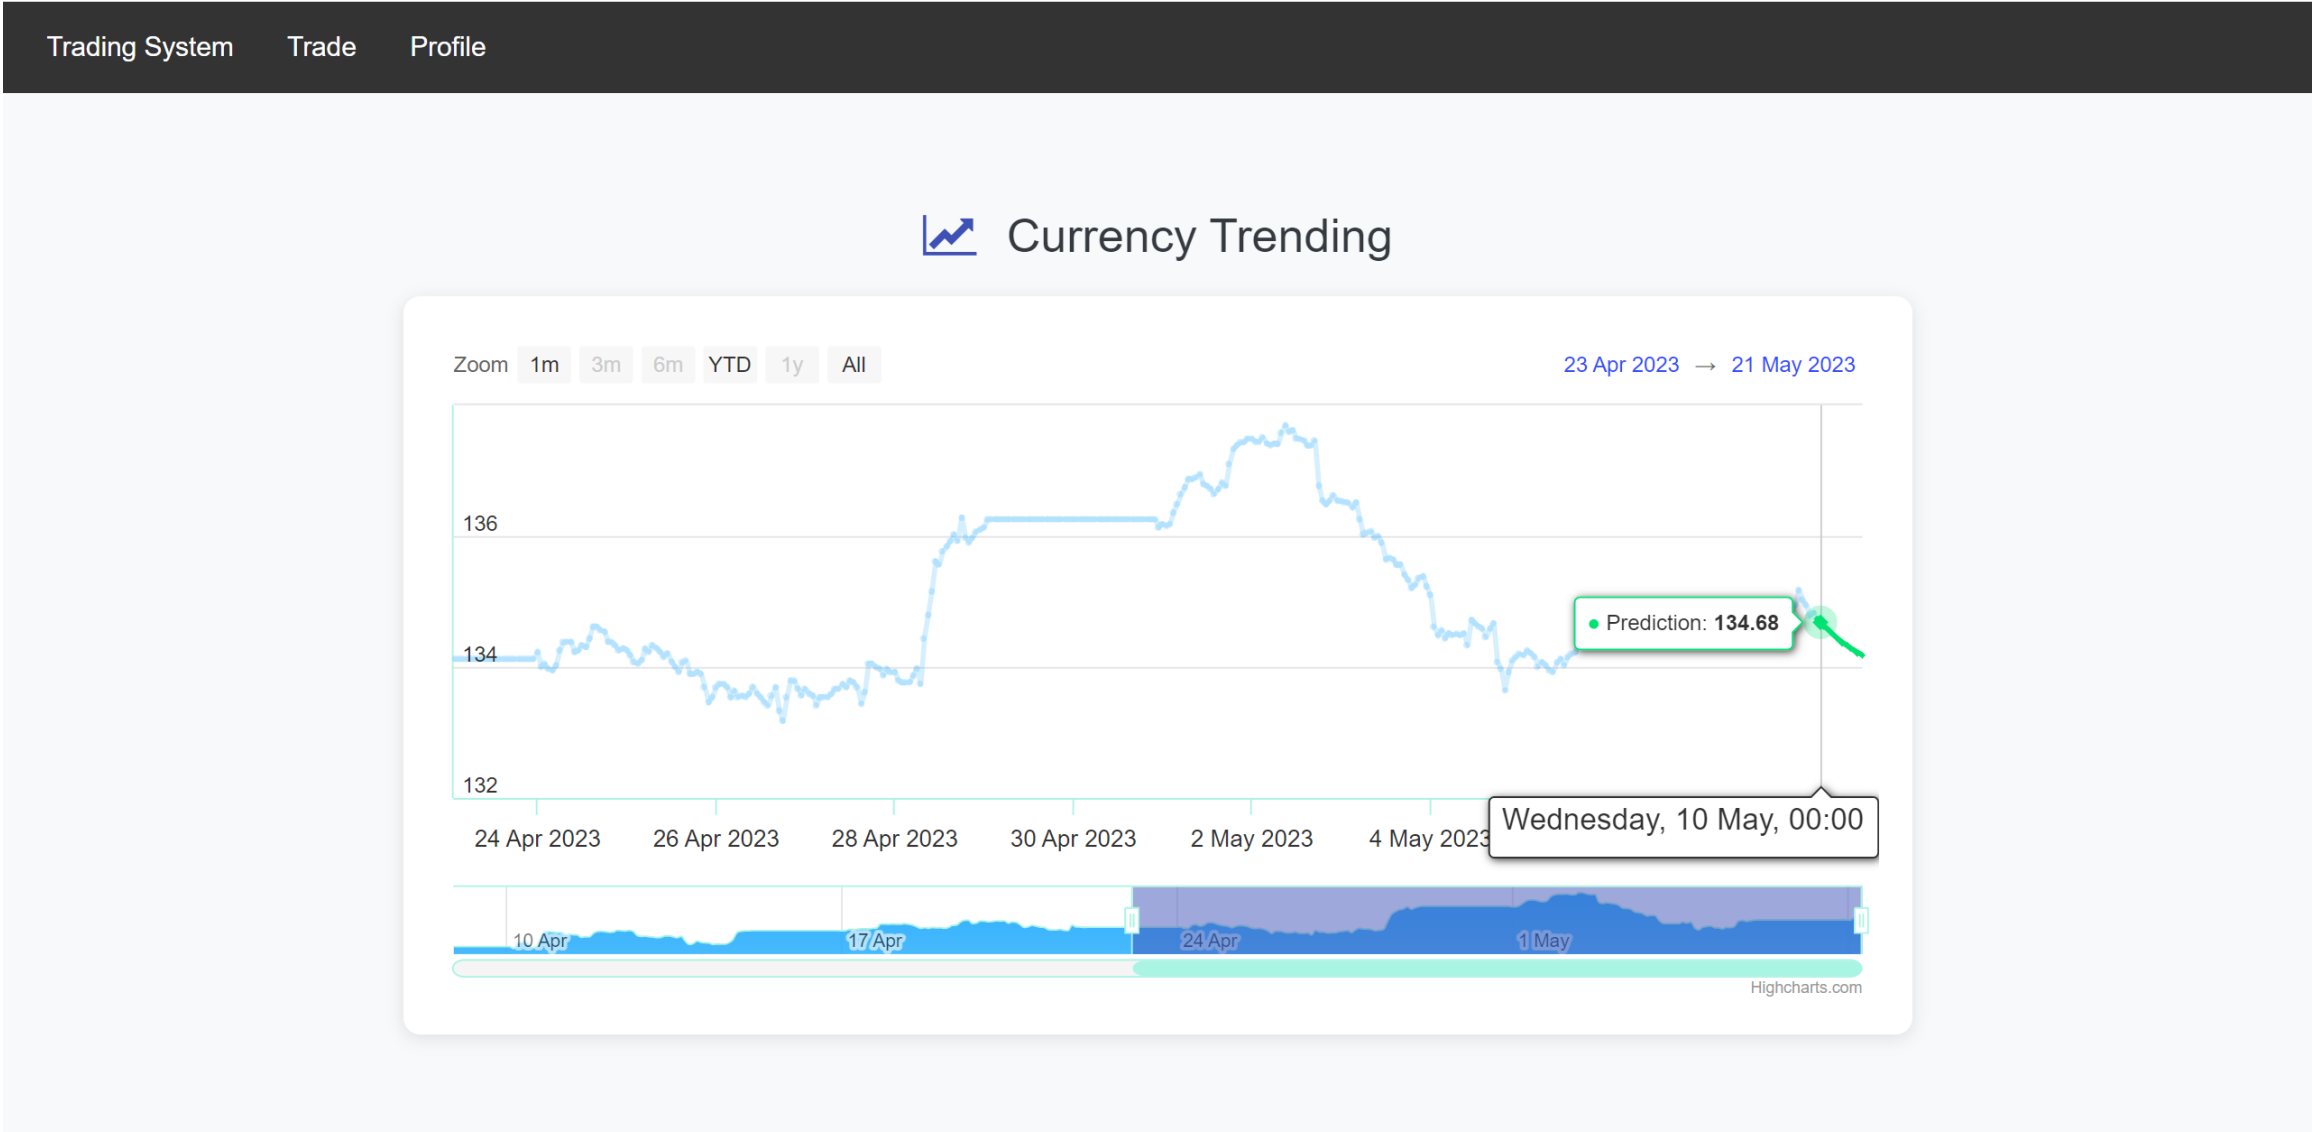 Trading System Trade Profile
Currency Trending
Zoom 1m 3m 6m YTD 1y All 23 Apr 2023 → 21 May 2023
136
Prediction: 134.68
134
132
Wednesday, 10 May, 00:00
24 Apr 2023 26 Apr 2023 28 Apr 2023 30 Apr 2023 2 May 2023 4 May 2023
10 Apr 17 Apr 24 Apr 1 May
Highcharts.com